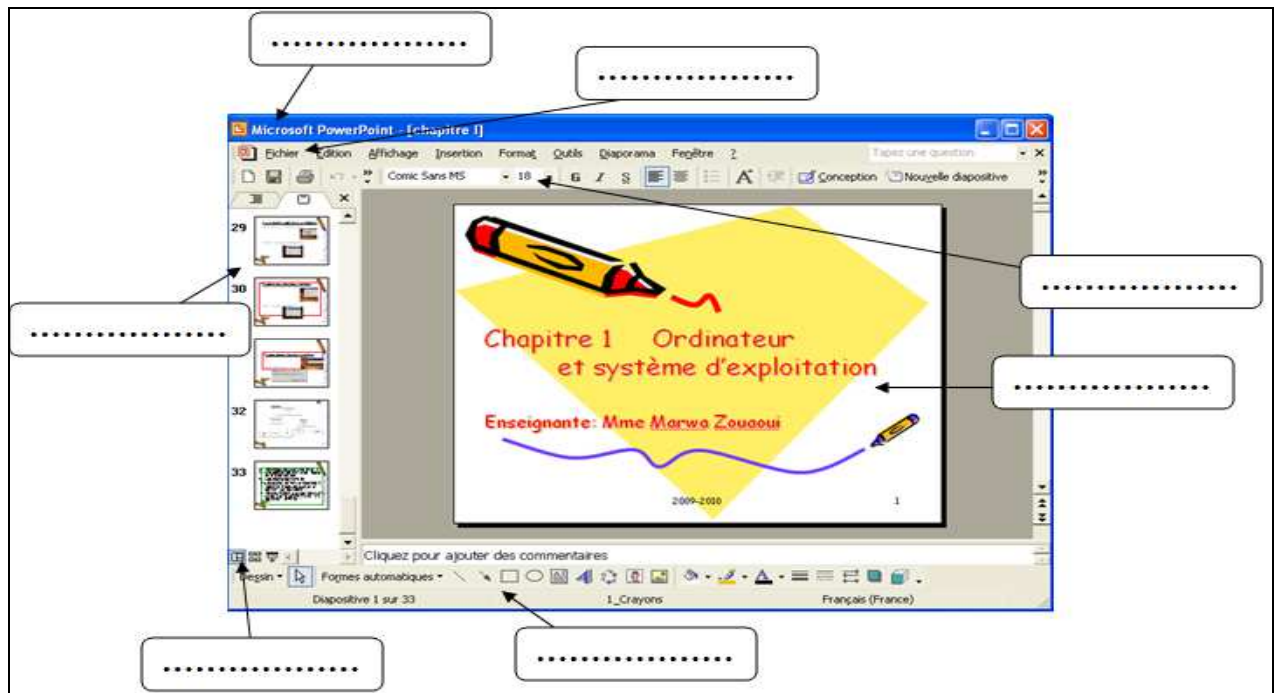 ..................
..................
Microsoft PowerPoint - [chapitre I]
Fichier Edition Affichage Insertion Format Outils Diaporama Fenêtre ? Tapez une question
Comic Sans MS 18 G I S Conception Nouvelle diapositive
29
30
32
33
Chapitre 1 Ordinateur
et système d'exploitation
Enseignante: Mme Marwa Zouaoui
2009-2010 1
..................
..................
..................
Cliquez pour ajouter des commentaires
Dessin Formes automatiques
Diapositive 1 sur 33 1_Crayons Français (France)
..................
..................